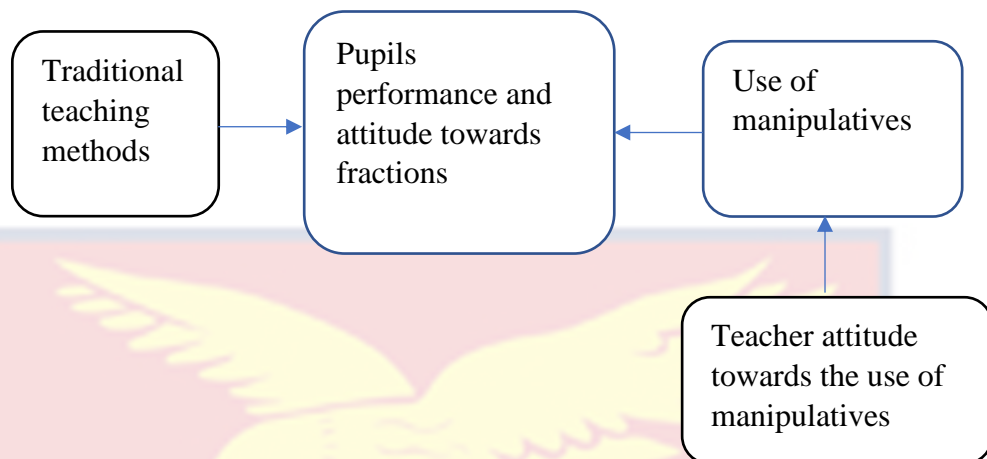 Traditional
teaching
methods
Pupils
performance and
attitude towards
fractions
Use of
manipulatives
Teacher attitude
towards the use of
manipulatives